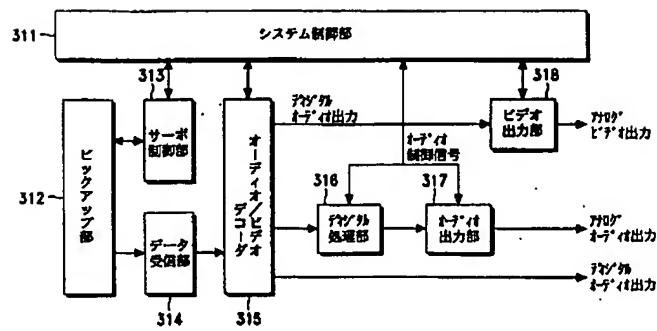 311
システム制御部
313
318
ピックアップ部
312
サーボ
制御部
データ
受信部
314
オーディオ/ビデオ
デコーダ
315
ディジタル
オーディオ出力
ビデオ
出力部
アナログ
ビデオ出力
オーディオ
制御信号
316
317
ディジタル
処理部
オーディオ
出力部
アナログ
オーディオ出力
ディジタル
オーディオ出力